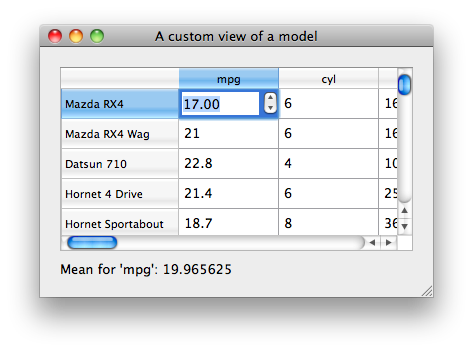 A custom view of a model
mpg cyl
Mazda RX4 17.00 6 16
Mazda RX4 Wag 21 6 16
Datsun 710 22.8 4 10
Hornet 4 Drive 21.4 6 25
Hornet Sportabout 18.7 8 36
Mean for 'mpg': 19.965625